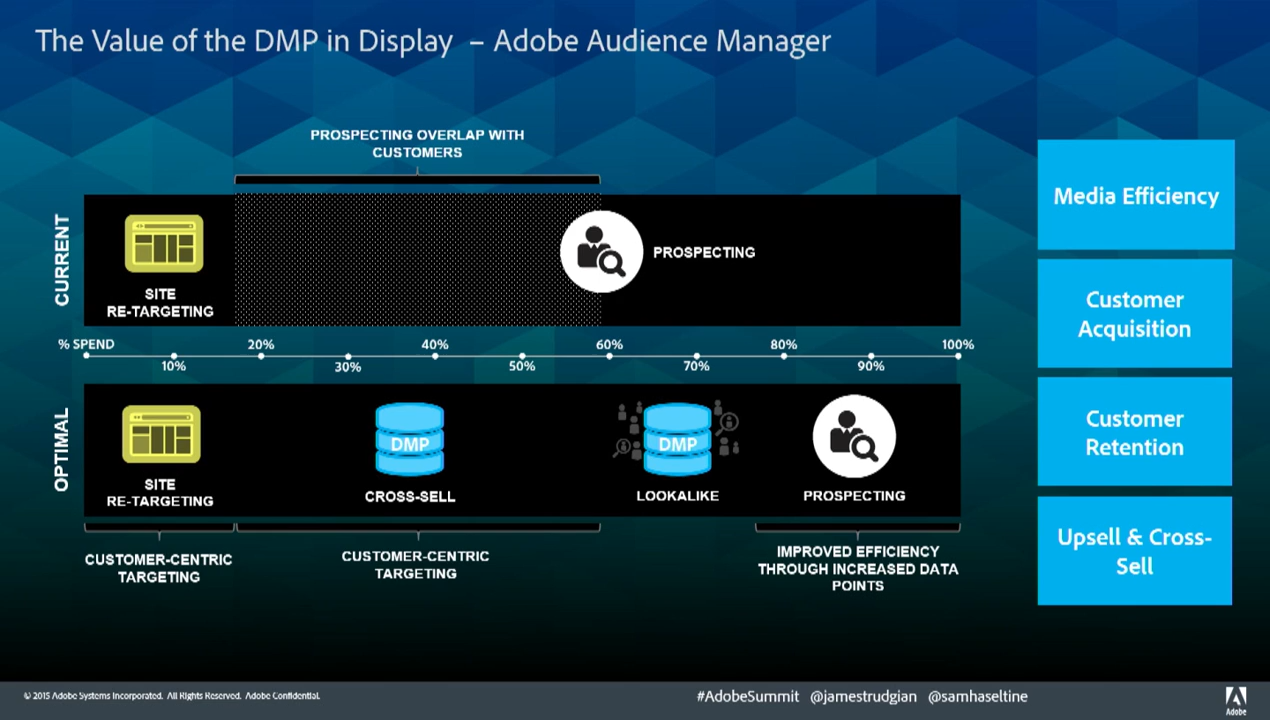 The Value of the DMP in Display – Adobe Audience Manager
PROSPECTING OVERLAP WITH
CUSTOMERS
CURRENT
SITE
RE-TARGETING
PROSPECTING
% SPEND
10%
20%
30%
40%
50%
60%
70%
80%
90%
100%
OPTIMAL
SITE
RE-TARGETING
DMP
CROSS-SELL
DMP
LOOKALIKE
PROSPECTING
CUSTOMER-CENTRIC
TARGETING
CUSTOMER-CENTRIC
TARGETING
IMPROVED EFFICIENCY
THROUGH INCREASED DATA
POINTS
Media Efficiency
Customer
Acquisition
Customer
Retention
Upsell & Cross-
Sell
© 2015 Adobe Systems Incorporated. All Rights Reserved. Adobe Confidential.
#AdobeSummit @jamestrudgian @samhaseltine
Adobe